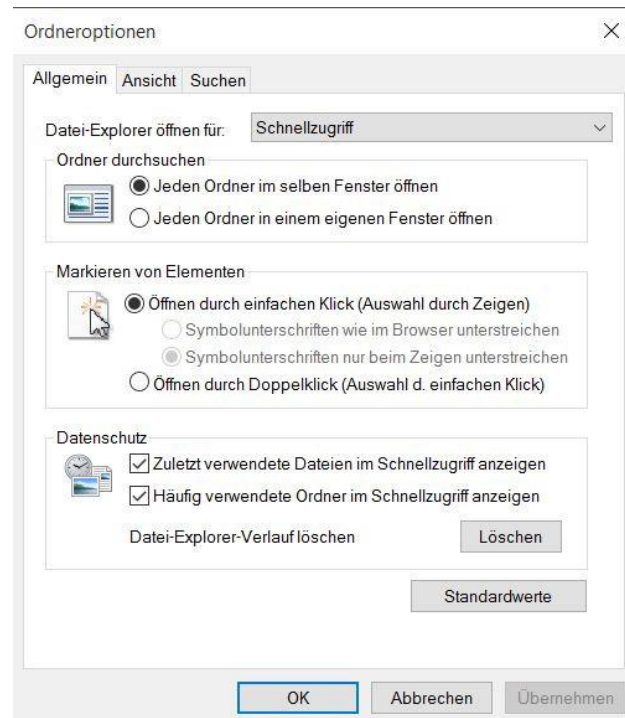 Ordneroptionen
Allgemein Ansicht Suchen
Datei-Explorer öffnen für: Schnellzugriff
Ordner durchsuchen
Jeden Ordner im selben Fenster öffnen
Jeden Ordner in einem eigenen Fenster öffnen
Markieren von Elementen
Öffnen durch einfachen Klick (Auswahl durch Zeigen)
Symbolunterschriften wie im Browser unterstreichen
Symbolunterschriften nur beim Zeigen unterstreichen
Öffnen durch Doppelklick (Auswahl d. einfachen Klick)
Datenschutz
Zuletzt verwendete Dateien im Schnellzugriff anzeigen
Häufig verwendete Ordner im Schnellzugriff anzeigen
Datei-Explorer-Verlauf löschen Löschen
Standardwerte
OK Abbrechen Übernehmen